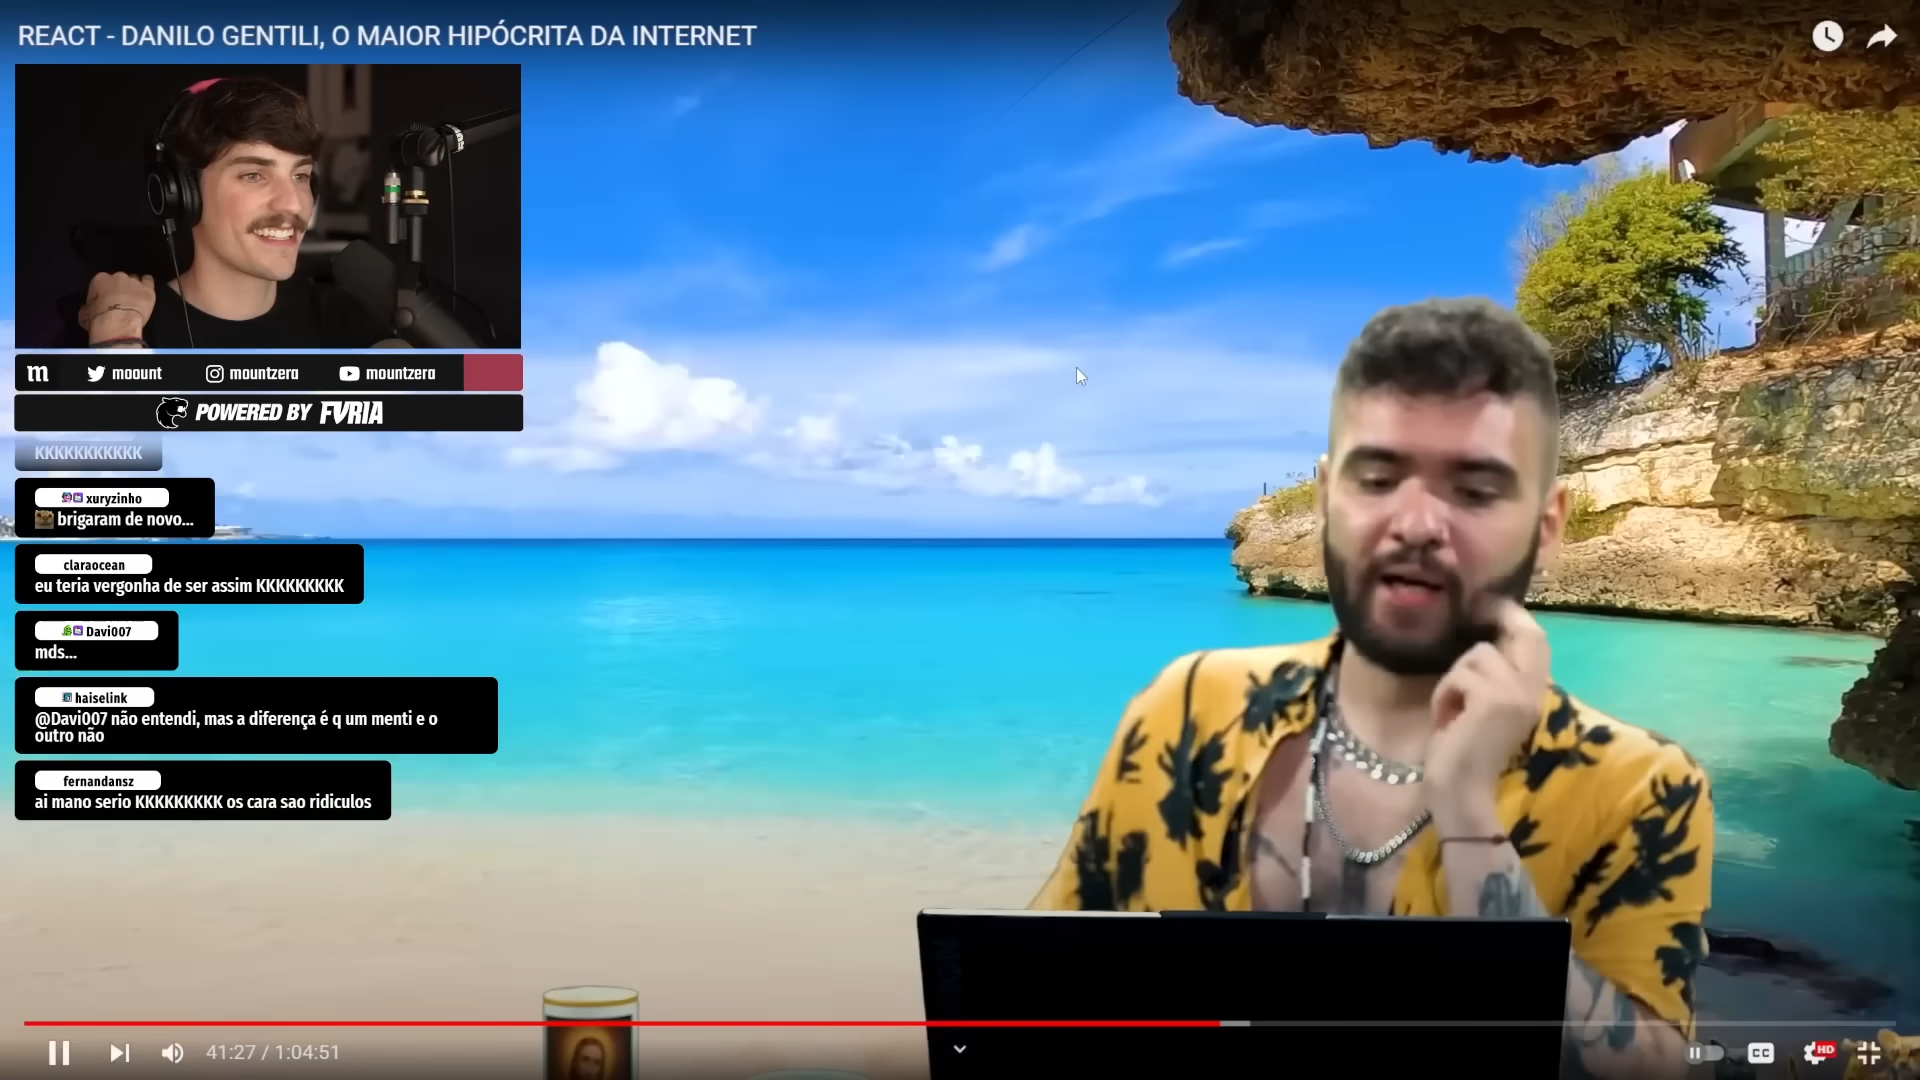 REACT - DANILO GENTILI, O MAIOR HIPÓCRITA DA INTERNET
m moount mountzera mountzera
POWERED BY FVRIA
KKKKKKKKKKK
xuryzinho
brigaram de novo...
claraocean
eu teria vergonha de ser assim KKKKKKKKK
Davi007
mds...
haiselink
@Davi007 não entendi, mas a diferença é q um menti e o
outro não
fernandansz
ai mano serio KKKKKKKKK os cara sao ridiculos
41:27 / 1:04:51
CC HD